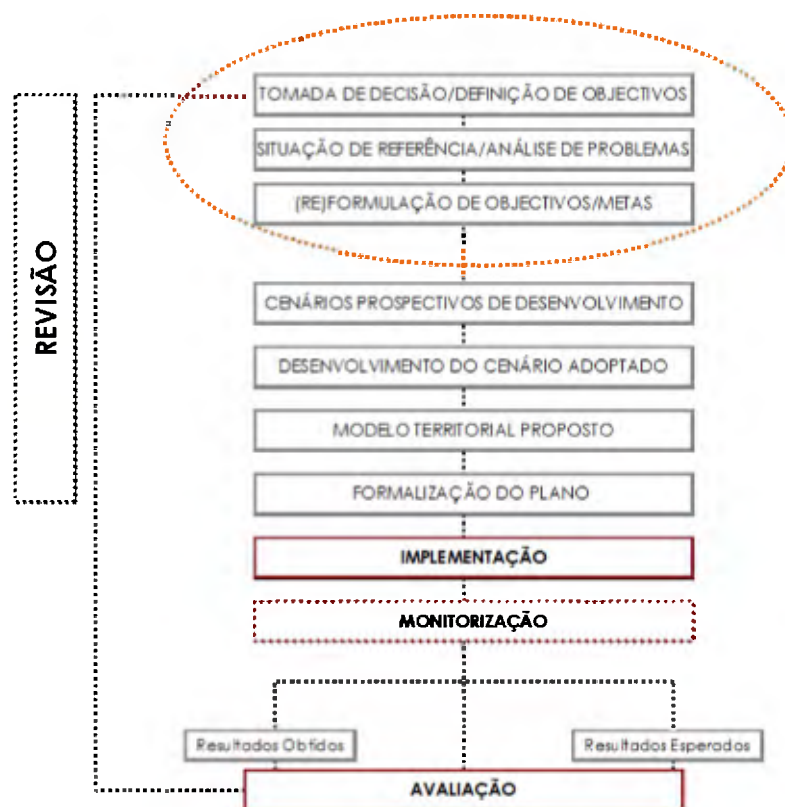 TOMADA DE DECISÃO/DEFINIÇÃO DE OBJECTIVOS
SITUAÇÃO DE REFERÊNCIA/ANÁLISE DE PROBLEMAS
(RE)FORMULAÇÃO DE OBJECTIVOS/METAS
REVISÃO
CENÁRIOS PROSPECTIVOS DE DESENVOLVIMENTO
DESENVOLVIMENTO DO CENÁRIO ADOPTADO
MODELO TERRITORIAL PROPOSTO
FORMALIZAÇÃO DO PLANO
IMPLEMENTAÇÃO
MONITORIZAÇÃO
Resultados Obtidos
Resultados Esperados
AVALIAÇÃO